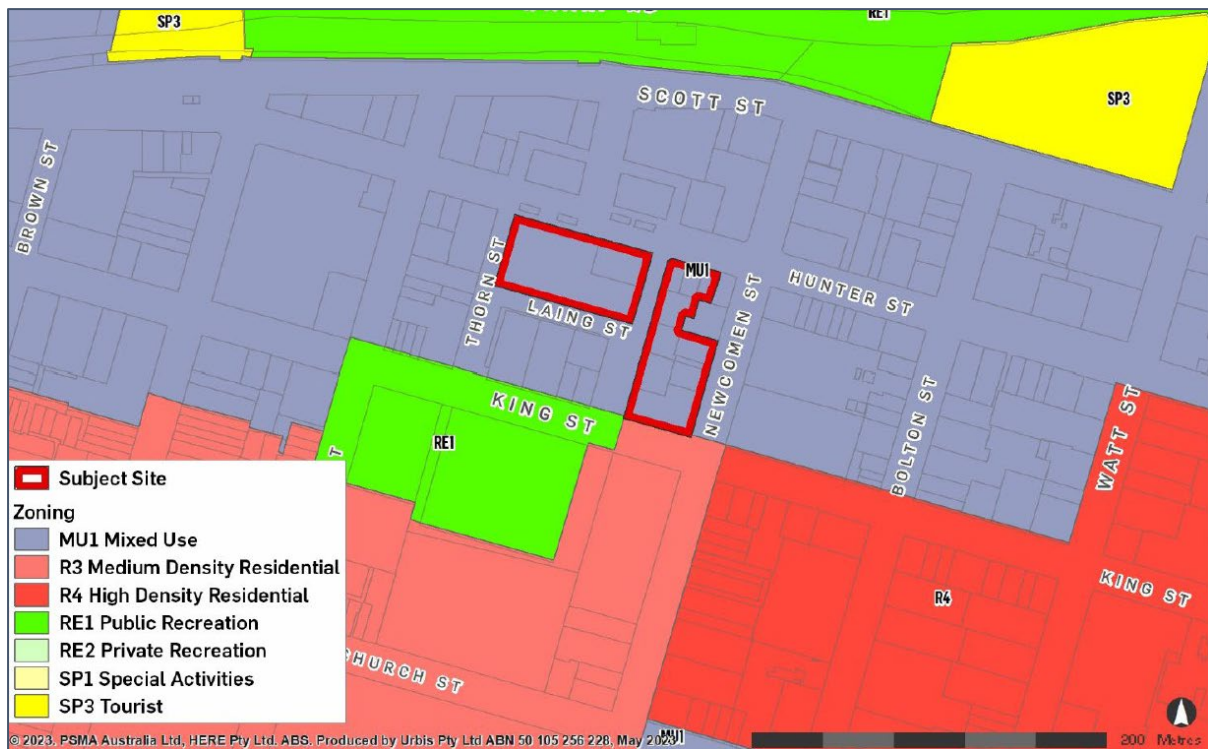 SP3
RE1
SCOTT ST
SP3
BROWN ST
THORN ST
MU1
HUNTER ST
LAING ST
NEWCOMEN ST
KING ST
RE1
BOLTON ST
WATT ST
T
R4
KING ST
CHURCH ST
MU1
Subject Site
Zoning
MU1 Mixed Use
R3 Medium Density Residential
R4 High Density Residential
RE1 Public Recreation
RE2 Private Recreation
SP1 Special Activities
SP3 Tourist
© 2023. PSMA Australia Ltd, HERE Pty Ltd. ABS. Produced by Urbis Pty Ltd ABN 50 105 256 228, May 2023
200 Metres